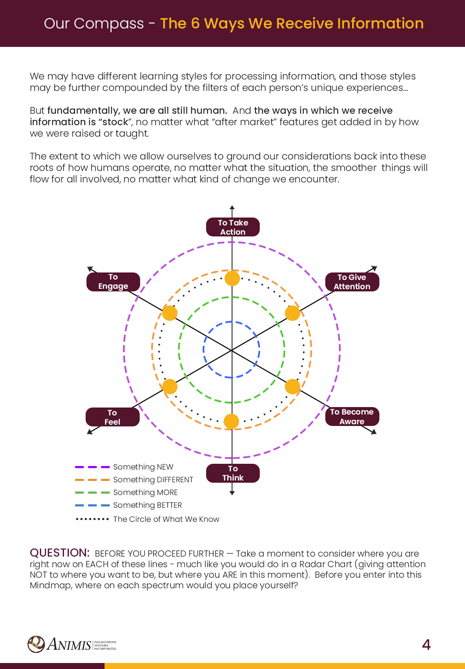 Our Compass - The 6 Ways We Receive Information
We may have different learning styles for processing information, and those styles
may be further compounded by the filters of each person's unique experiences...
But fundamentally, we are all still human. And the ways in which we receive
information is "stock", no matter what "after market" features get added in by how
we were raised or taught.
The extent to which we allow ourselves to ground our considerations back into these
roots of how humans operate, no matter what the situation, the smoother things will
flow for all involved, no matter what kind of change we encounter.
To Take
Action
To
Engage
To Give
Attention
To
Feel
To Become
Aware
To
Think
Something NEW
Something DIFFERENT
Something MORE
Something BETTER
The Circle of What We Know
QUESTION: BEFORE YOU PROCEED FURTHER — Take a moment to consider where you are
right now on EACH of these lines - much like you would do in a Radar Chart (giving attention
NOT to where you want to be, but where you ARE in this moment). Before you enter into this
Mindmap, where on each spectrum would you place yourself?
ANIMIS
4